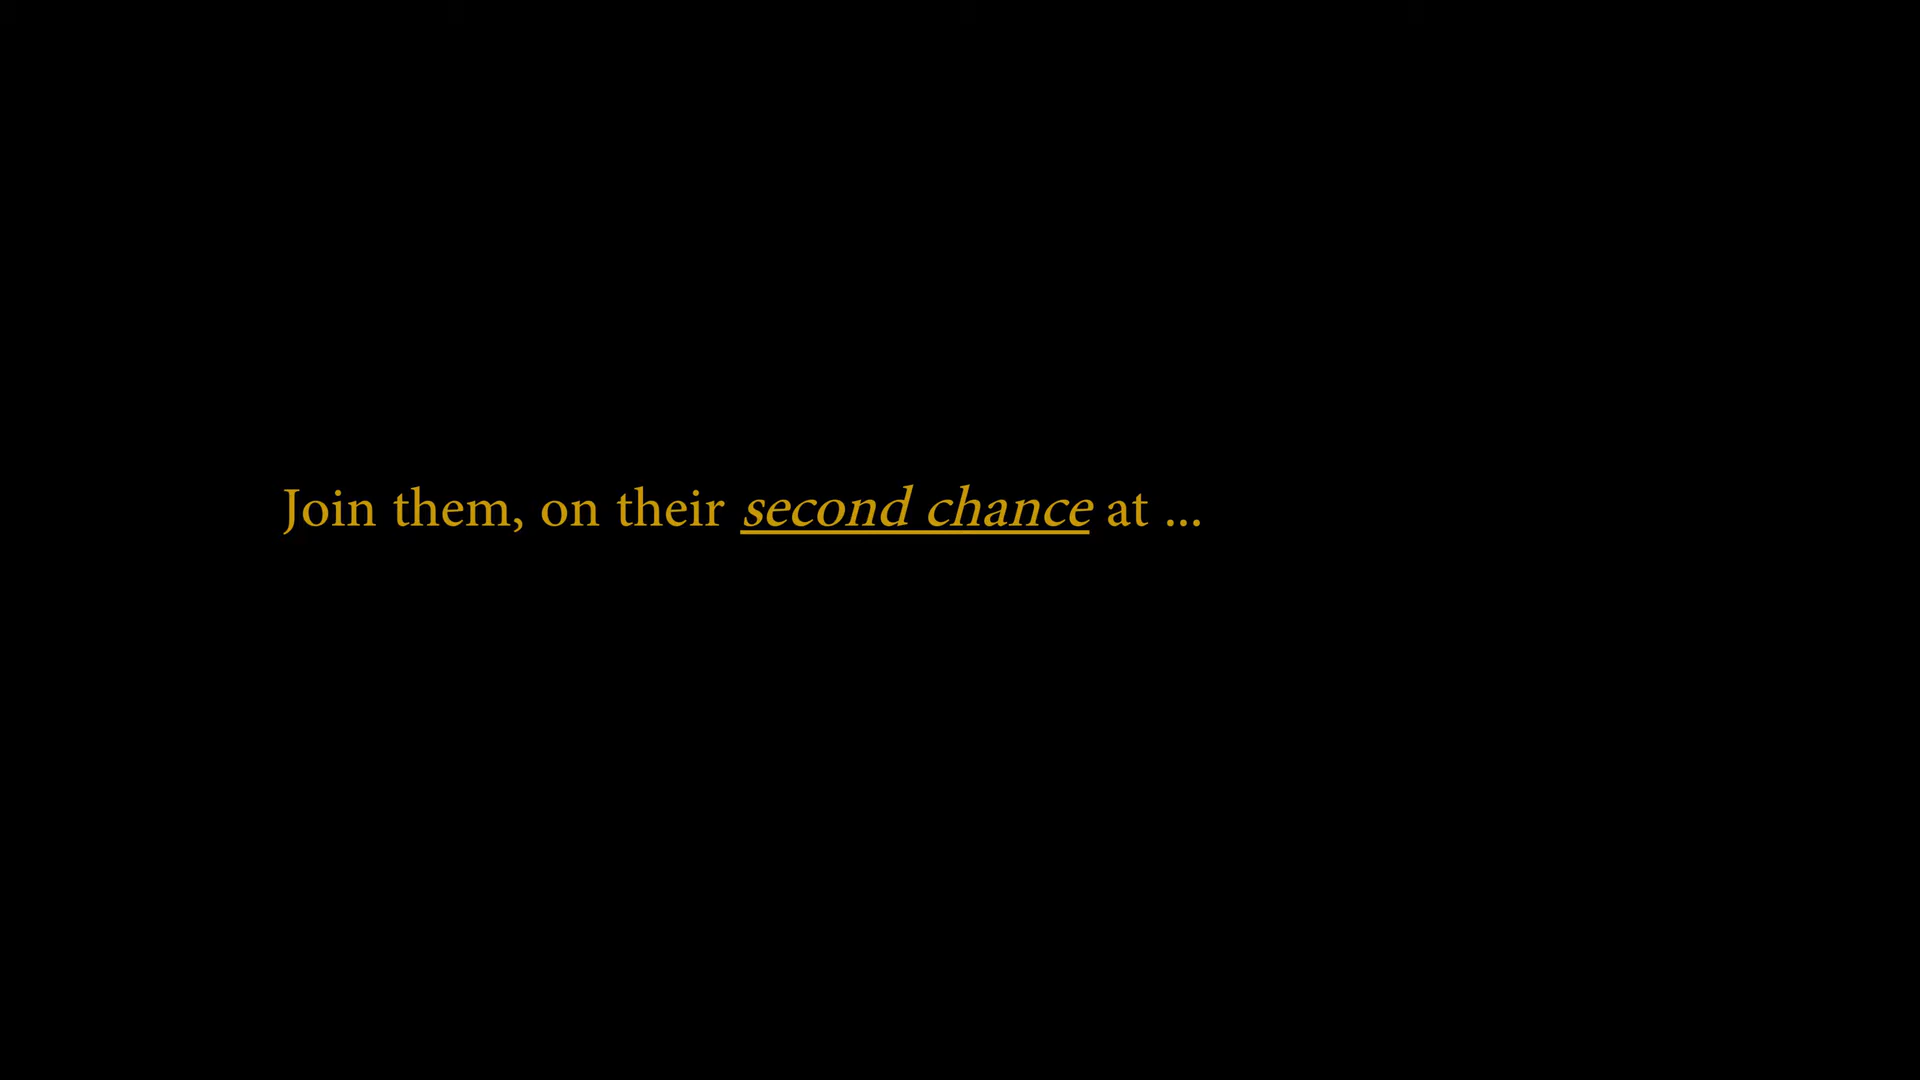 Join them, on their second chance at ...